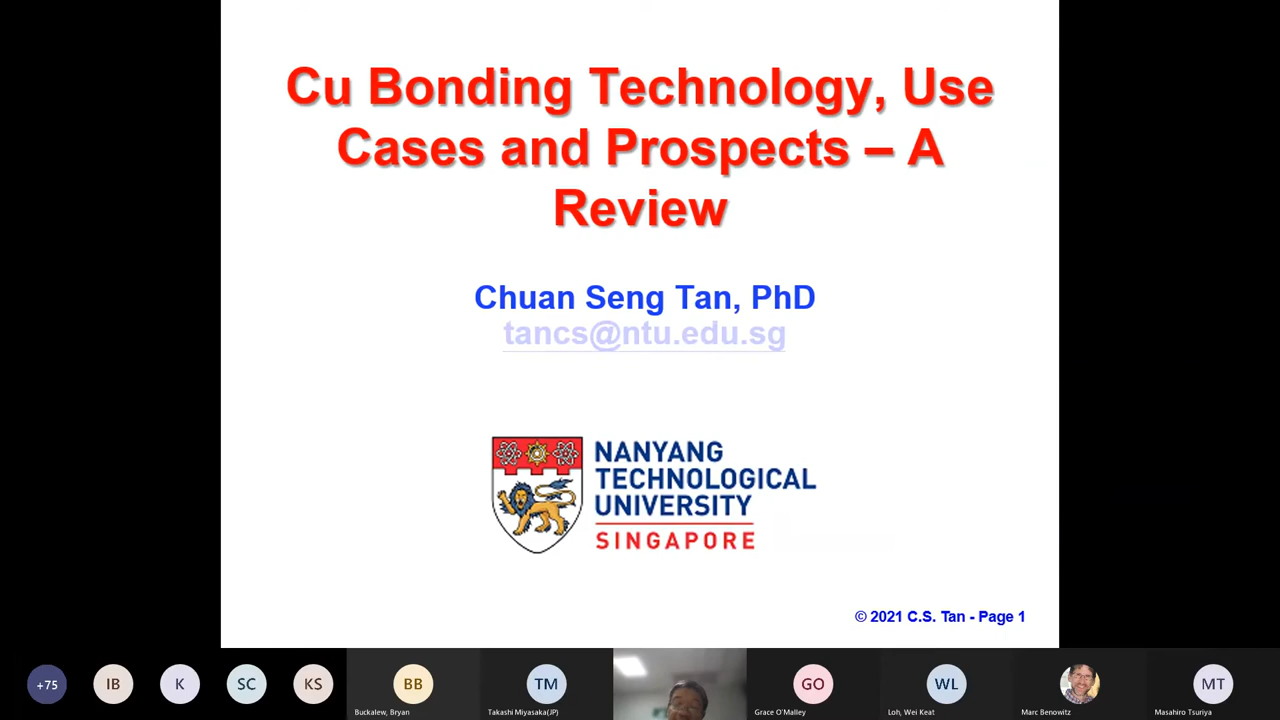 Cu Bonding Technology, Use
Cases and Prospects – A
Review
Chuan Seng Tan, PhD
tancs@ntu.edu.sg
NANYANG
TECHNOLOGICAL
UNIVERSITY
SINGAPORE
© 2021 C.S. Tan - Page 1
+75
IB
K
SC
KS
BB
Buckalew, Bryan
TM
Takashi Miyasaka(JP)
GO
Grace O'Malley
WL
Loh, Wei Keat
Marc Benowitz
MT
Masahiro Tsuriya